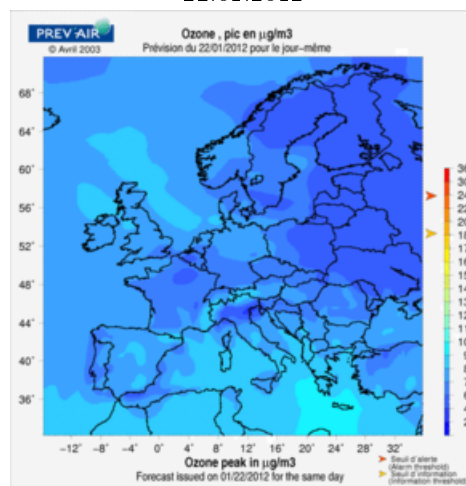 PREV'AIR
© Avril 2003
Ozone , pic en µg/m3
Prévision du 22/01/2012 pour le jour-même
68°
64°
60°
56°
52°
48°
44°
40°
36°
-12° -8° -4° 0° 4° 8° 12° 16° 20° 24° 28° 32°
Ozone peak in µg/m3
Forecast issued on 01/22/2012 for the same day
Seuil d'alerte
(Alarm threshold)
Seuil d'information
(Information threshold)